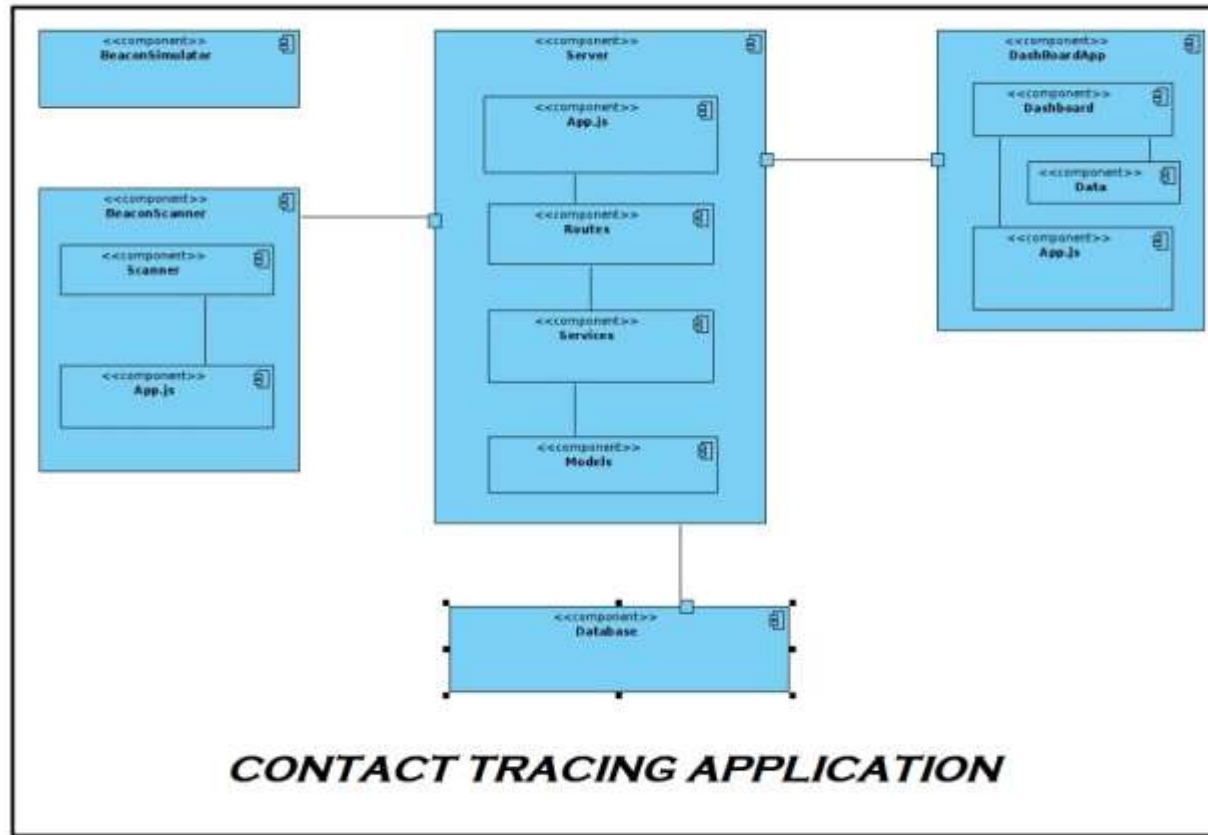 <<component>>
BeaconSimulator
<<component>>
BeaconScanner
<<component>>
Scanner
<<component>>
App.js
<<component>>
Server
<<component>>
App.js
<<component>>
Routes
<<component>>
Services
<<component>>
Models
<<component>>
DashBoardApp
<<component>>
Dashboard
<<component>>
Data
<<component>>
App.js
<<component>>
Database
CONTACT TRACING APPLICATION